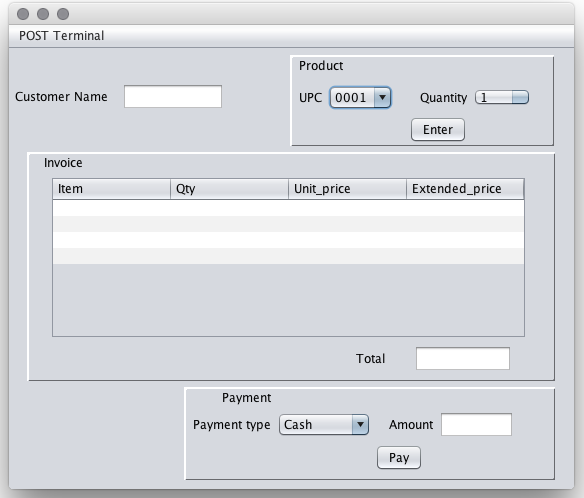 POST Terminal
Product
Customer Name
UPC 0001 Quantity 1
Enter
Invoice
Item Qty Unit_price Extended_price
Total
Payment
Payment type Cash Amount
Pay